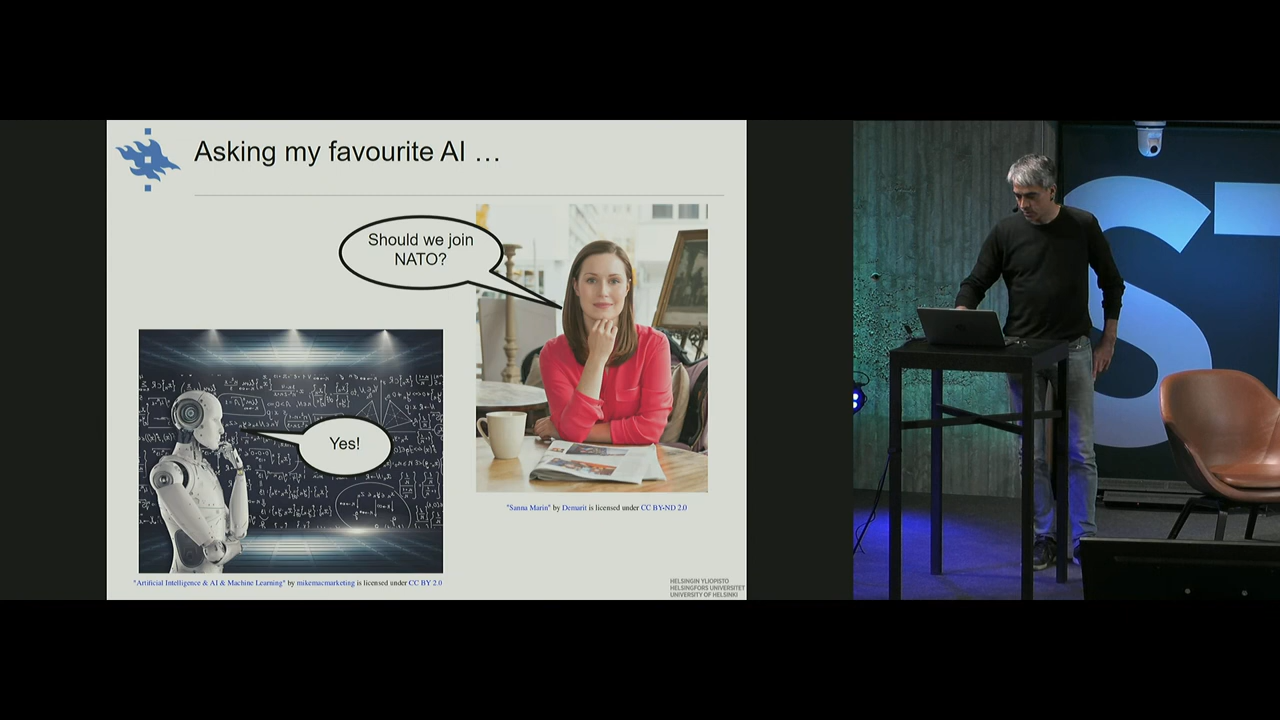 Asking my favourite AI …
Should we join
NATO?
Yes!
"Sanna Marin" by Demarit is licensed under CC BY-ND 2.0
"Artificial Intelligence & AI & Machine Learning" by mikemacmarketing is licensed under CC BY 2.0
HELSINGIN YLIOPISTO
HELSINGFORS UNIVERSITET
UNIVERSITY OF HELSINKI